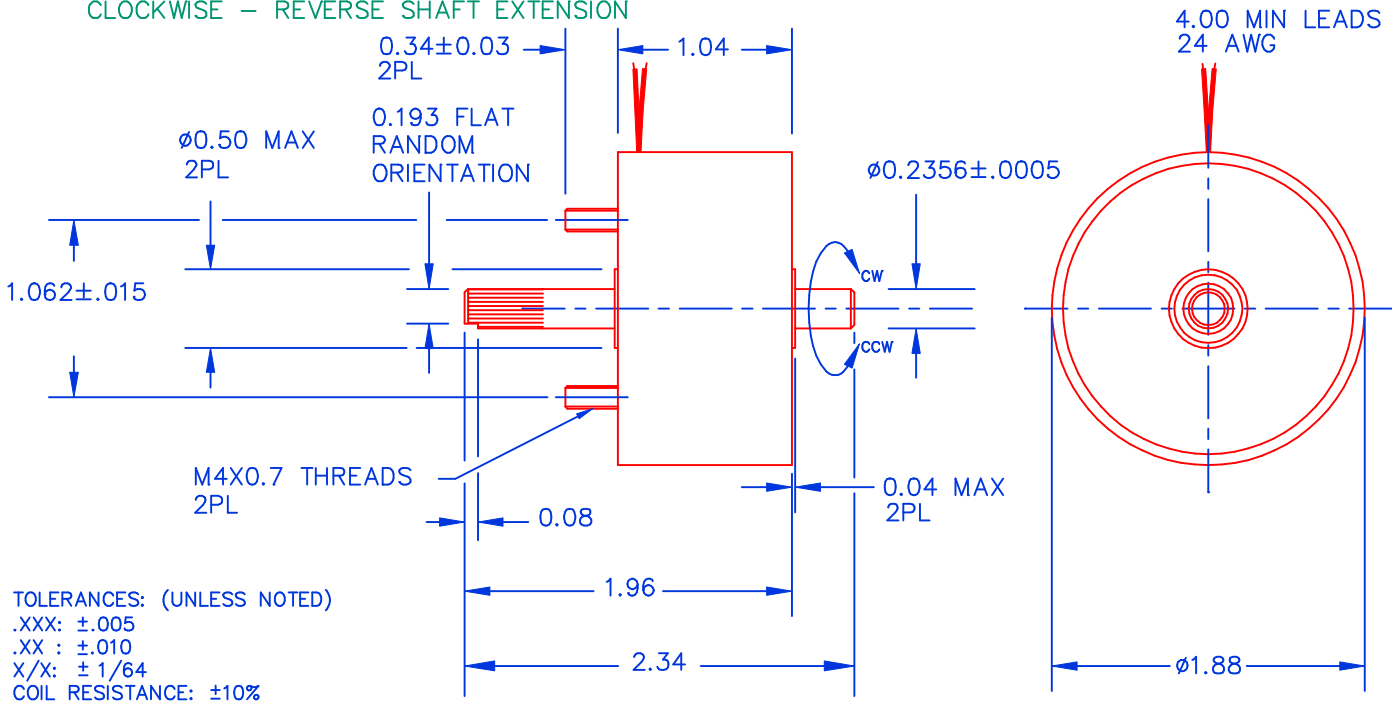 CLOCKWISE – REVERSE SHAFT EXTENSION
4.00 MIN LEADS
24 AWG
0.34±0.03
2PL
1.04
0.193 FLAT
RANDOM
ORIENTATION
ø0.50 MAX
2PL
ø0.2356±.0005
1.062±.015
CW
CCW
M4X0.7 THREADS
2PL
0.04 MAX
2PL
0.08
1.96
2.34
ø1.88
TOLERANCES: (UNLESS NOTED)
.XXX: ±.005
.XX : ±.010
X/X: ± 1/64
COIL RESISTANCE: ±10%